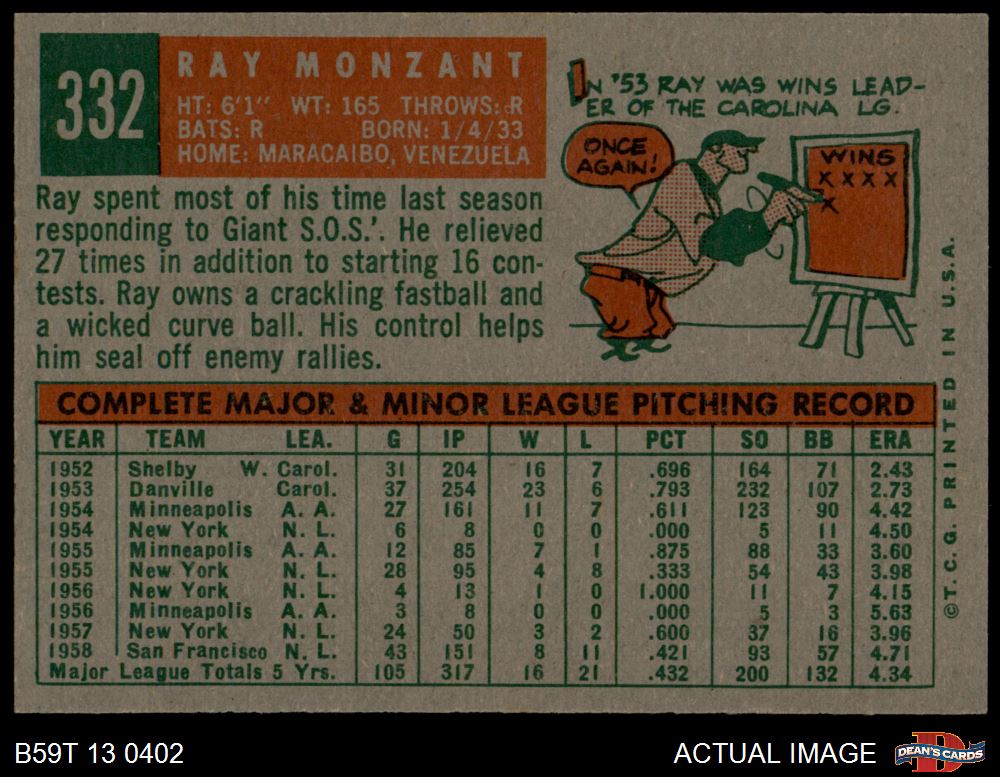 332
RAY MONZANT
HT: 6'1" WT: 165 THROWS: R
BATS: R BORN: 1/4/33
HOME: MARACAIBO, VENEZUELA
IN '53 RAY WAS WINS LEAD-
ER OF THE CAROLINA LG.
ONCE
AGAIN!
WINS
X X X X
X
Ray spent most of his time last season
responding to Giant S.O.S.'. He relieved
27 times in addition to starting 16 con-
tests. Ray owns a crackling fastball and
a wicked curve ball. His control helps
him seal off enemy rallies.
COMPLETE MAJOR & MINOR LEAGUE PITCHING RECORD
YEAR TEAM LEA. G IP W L PCT SO BB ERA
1952 Shelby W. Carol. 31 204 16 7 .696 164 71 2.43
1953 Danville Carol. 37 254 23 6 .793 232 107 2.73
1954 Minneapolis A. A. 27 161 11 7 .611 123 90 4.42
1954 New York N. L. 6 8 0 0 .000 5 11 4.50
1955 Minneapolis A. A. 12 85 7 1 .875 88 33 3.60
1955 New York N. L. 28 95 4 8 .333 54 43 3.98
1956 New York N. L. 4 13 1 0 1.000 11 7 4.15
1956 Minneapolis A. A. 3 8 0 0 .000 5 3 5.63
1957 New York N. L. 24 50 3 2 .600 37 16 3.96
1958 San Francisco N. L. 43 151 8 11 .421 93 57 4.71
Major League Totals 5 Yrs. 105 317 16 21 .432 200 132 4.34
©T.C.G. PRINTED IN U.S.A.
B59T 13 0402
ACTUAL IMAGE
D
DEAN'S CARDS